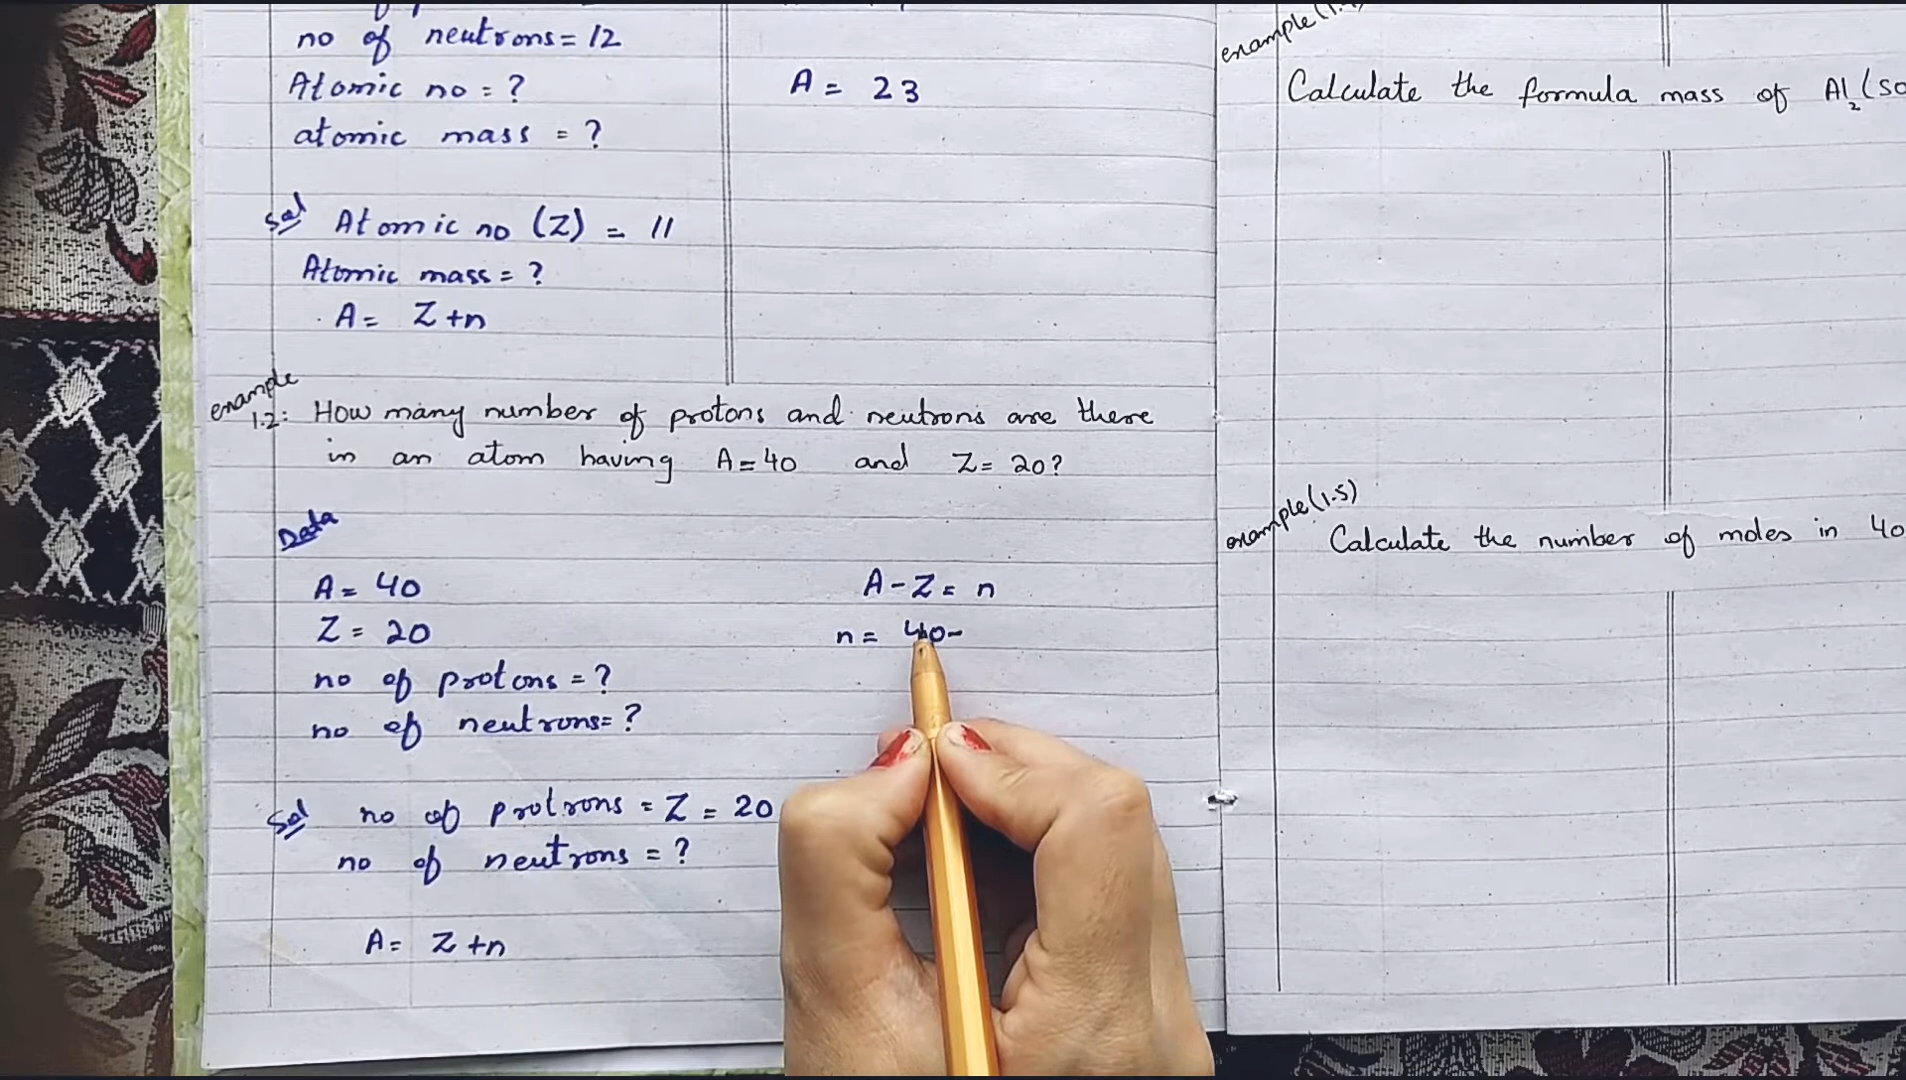 no of neutrons = 12
Atomic no = ?
atomic mass = ?
A = 23
Sol Atomic no (Z) = 11
Atomic mass = ?
A = Z +n
example
1.2: How many number of protons and neutrons are there
in an atom having A = 40 and Z = 20?
Data
A = 40
Z = 20
no of protons = ?
no of neutrons = ?
Sol no of protrons = Z = 20
no of neutrons = ?
A = Z +n
A - Z = n
n = 40-
example(1.
Calculate the formula mass of Al2(SO
example(1.5)
Calculate the number of moles in 40